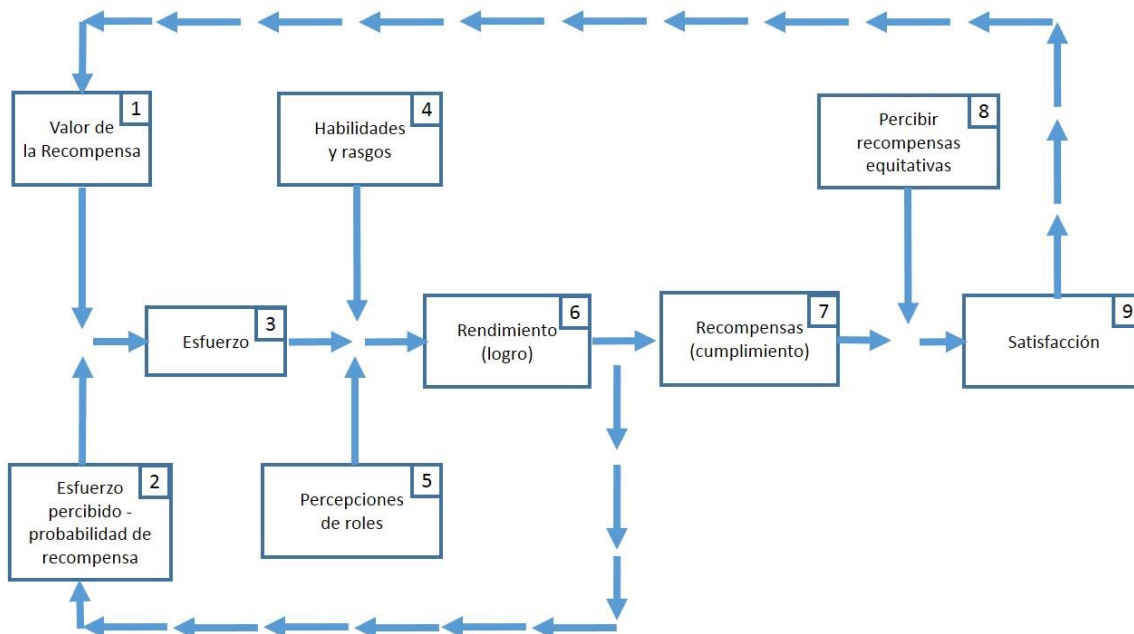 1
Valor de
la Recompensa
4
Habilidades
y rasgos
8
Percibir
recompensas
equitativas
3
Esfuerzo
6
Rendimiento
(logro)
7
Recompensas
(cumplimiento)
9
Satisfacción
2
Esfuerzo
percibido -
probabilidad de
recompensa
5
Percepciones
de roles